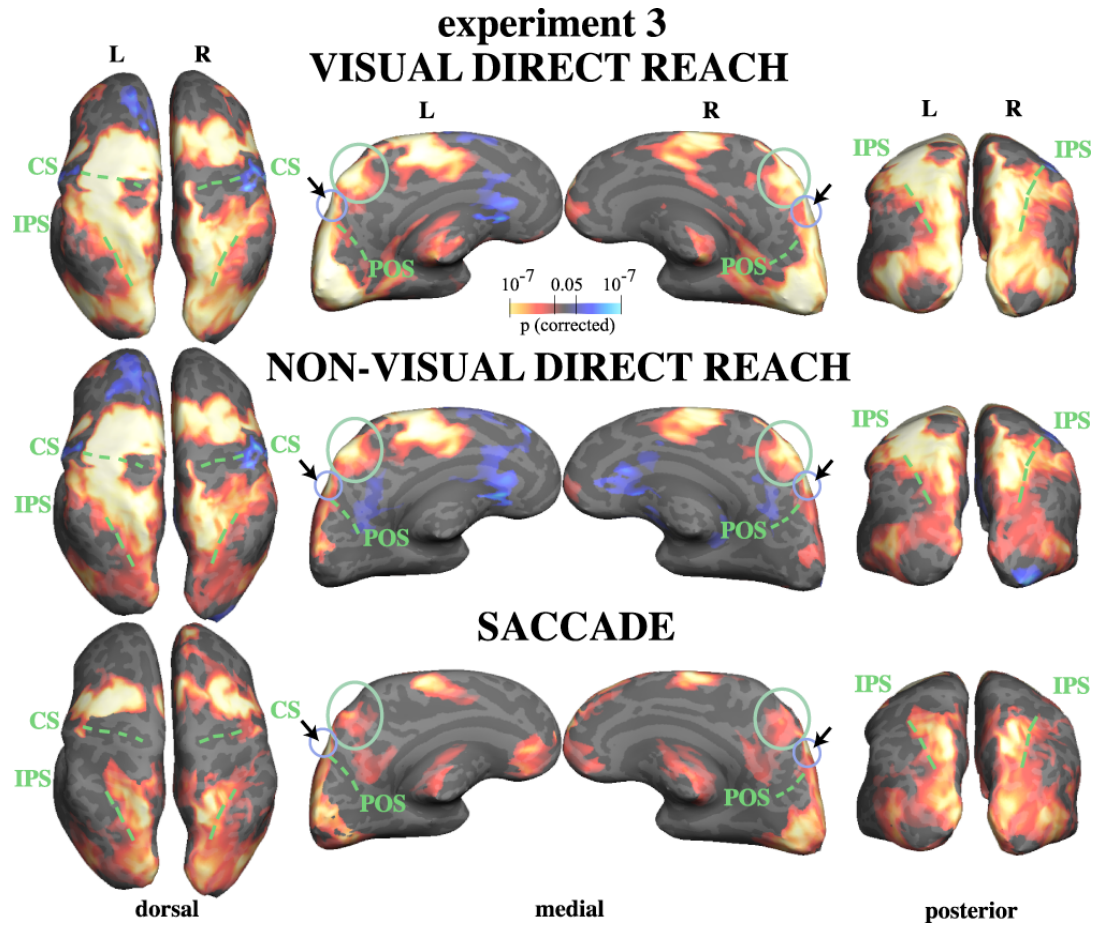 experiment 3
VISUAL DIRECT REACH
L R
L R
L R
CS CS
IPS
IPS IPS
POS POS
10-7 0.05 10-7
p (corrected)
NON-VISUAL DIRECT REACH
CS CS
IPS
IPS IPS
POS POS
SACCADE
CS CS
IPS
IPS IPS
POS POS
dorsal medial posterior